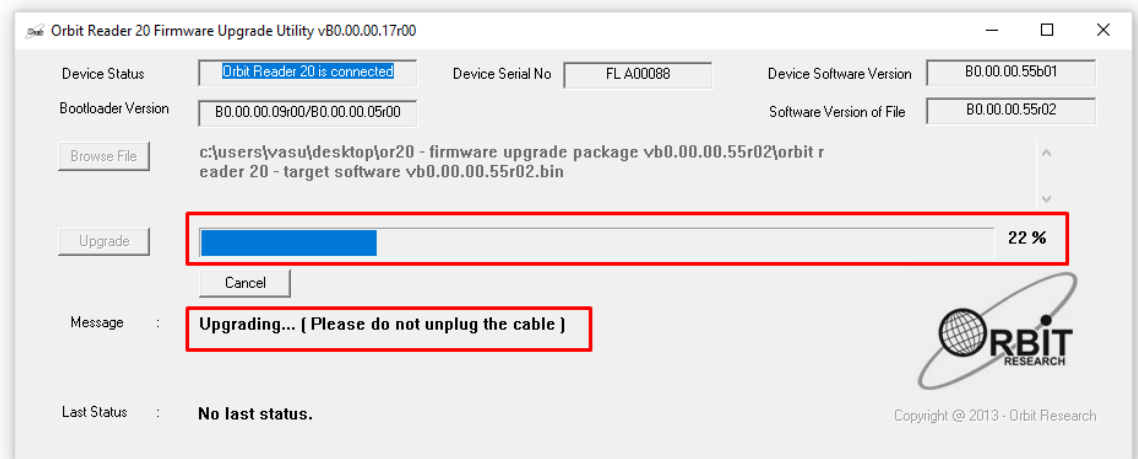 Orbit Reader 20 Firmware Upgrade Utility vB0.00.00.17r00
Device Status Orbit Reader 20 is connected Device Serial No FL A00088 Device Software Version B0.00.00.55b01
Bootloader Version B0.00.00.09r00/B0.00.00.05r00 Software Version of File B0.00.00.55r02
Browse File c:\users\vasu\desktop\or20 - firmware upgrade package vb0.00.00.55r02\orbit r
eader 20 - target software vb0.00.00.55r02.bin
Upgrade 22 %
Cancel
Message : Upgrading... ( Please do not unplug the cable )
ORBIT
RESEARCH
Last Status : No last status.
Copyright @ 2013 - Orbit Research